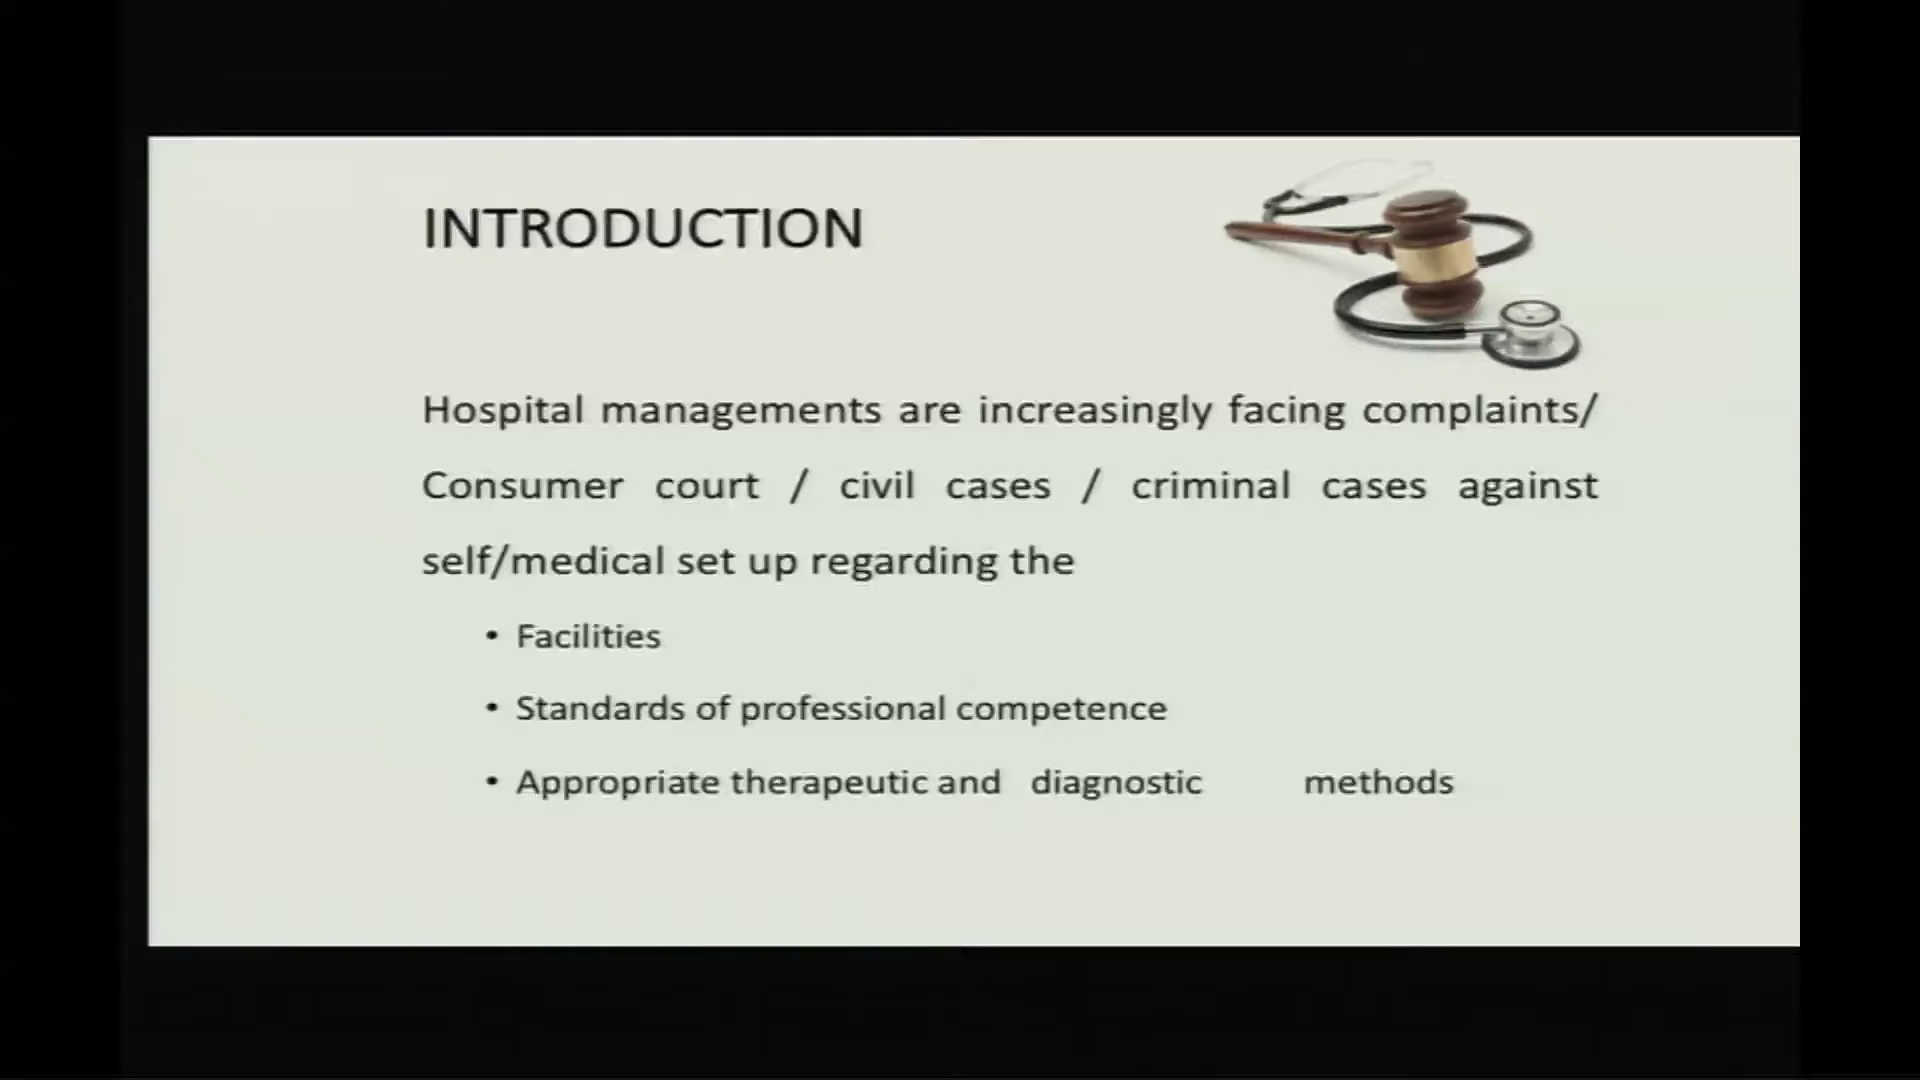 INTRODUCTION
Hospital managements are increasingly facing complaints/
Consumer court / civil cases / criminal cases against
self/medical set up regarding the
• Facilities
• Standards of professional competence
• Appropriate therapeutic and diagnostic methods